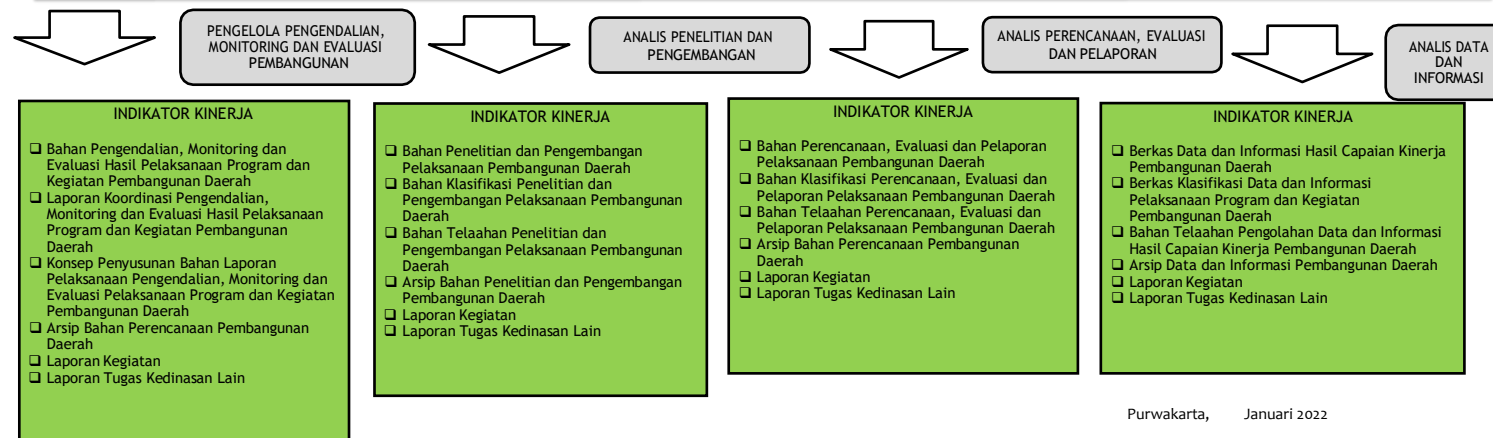 PENGELOLA PENGENDALIAN,
MONITORING DAN EVALUASI
PEMBANGUNAN
ANALIS PENELITIAN DAN
PENGEMBANGAN
ANALIS PERENCANAAN, EVALUASI
DAN PELAPORAN
ANALIS DATA
DAN
INFORMASI
INDIKATOR KINERJA
❑ Bahan Pengendalian, Monitoring dan
Evaluasi Hasil Pelaksanaan Program dan
Kegiatan Pembangunan Daerah
❑ Laporan Koordinasi Pengendalian,
Monitoring dan Evaluasi Hasil Pelaksanaan
Program dan Kegiatan Pembangunan
Daerah
❑ Konsep Penyusunan Bahan Laporan
Pelaksanaan Pengendalian, Monitoring dan
Evaluasi Pelaksanaan Program dan Kegiatan
Pembangunan Daerah
❑ Arsip Bahan Perencanaan Pembangunan
Daerah
❑ Laporan Kegiatan
❑ Laporan Tugas Kedinasan Lain
INDIKATOR KINERJA
❑ Bahan Penelitian dan Pengembangan
Pelaksanaan Pembangunan Daerah
❑ Bahan Klasifikasi Penelitian dan
Pengembangan Pelaksanaan Pembangunan
Daerah
❑ Bahan Telaahan Penelitian dan
Pengembangan Pelaksanaan Pembangunan
Daerah
❑ Arsip Bahan Penelitian dan Pengembangan
Pembangunan Daerah
❑ Laporan Kegiatan
❑ Laporan Tugas Kedinasan Lain
INDIKATOR KINERJA
❑ Bahan Perencanaan, Evaluasi dan Pelaporan
Pelaksanaan Pembangunan Daerah
❑ Bahan Klasifikasi Perencanaan, Evaluasi dan
Pelaporan Pelaksanaan Pembangunan Daerah
❑ Bahan Telaahan Perencanaan, Evaluasi dan
Pelaporan Pelaksanaan Pembangunan Daerah
❑ Arsip Bahan Perencanaan Pembangunan
Daerah
❑ Laporan Kegiatan
❑ Laporan Tugas Kedinasan Lain
INDIKATOR KINERJA
❑ Berkas Data dan Informasi Hasil Capaian Kinerja
Pembangunan Daerah
❑ Berkas Klasifikasi Data dan Informasi
Pelaksanaan Program dan Kegiatan
Pembangunan Daerah
❑ Bahan Telaahan Pengolahan Data dan Informasi
Hasil Capaian Kinerja Pembangunan Daerah
❑ Arsip Data dan Informasi Pembangunan Daerah
❑ Laporan Kegiatan
❑ Laporan Tugas Kedinasan Lain
Purwakarta, Januari 2022